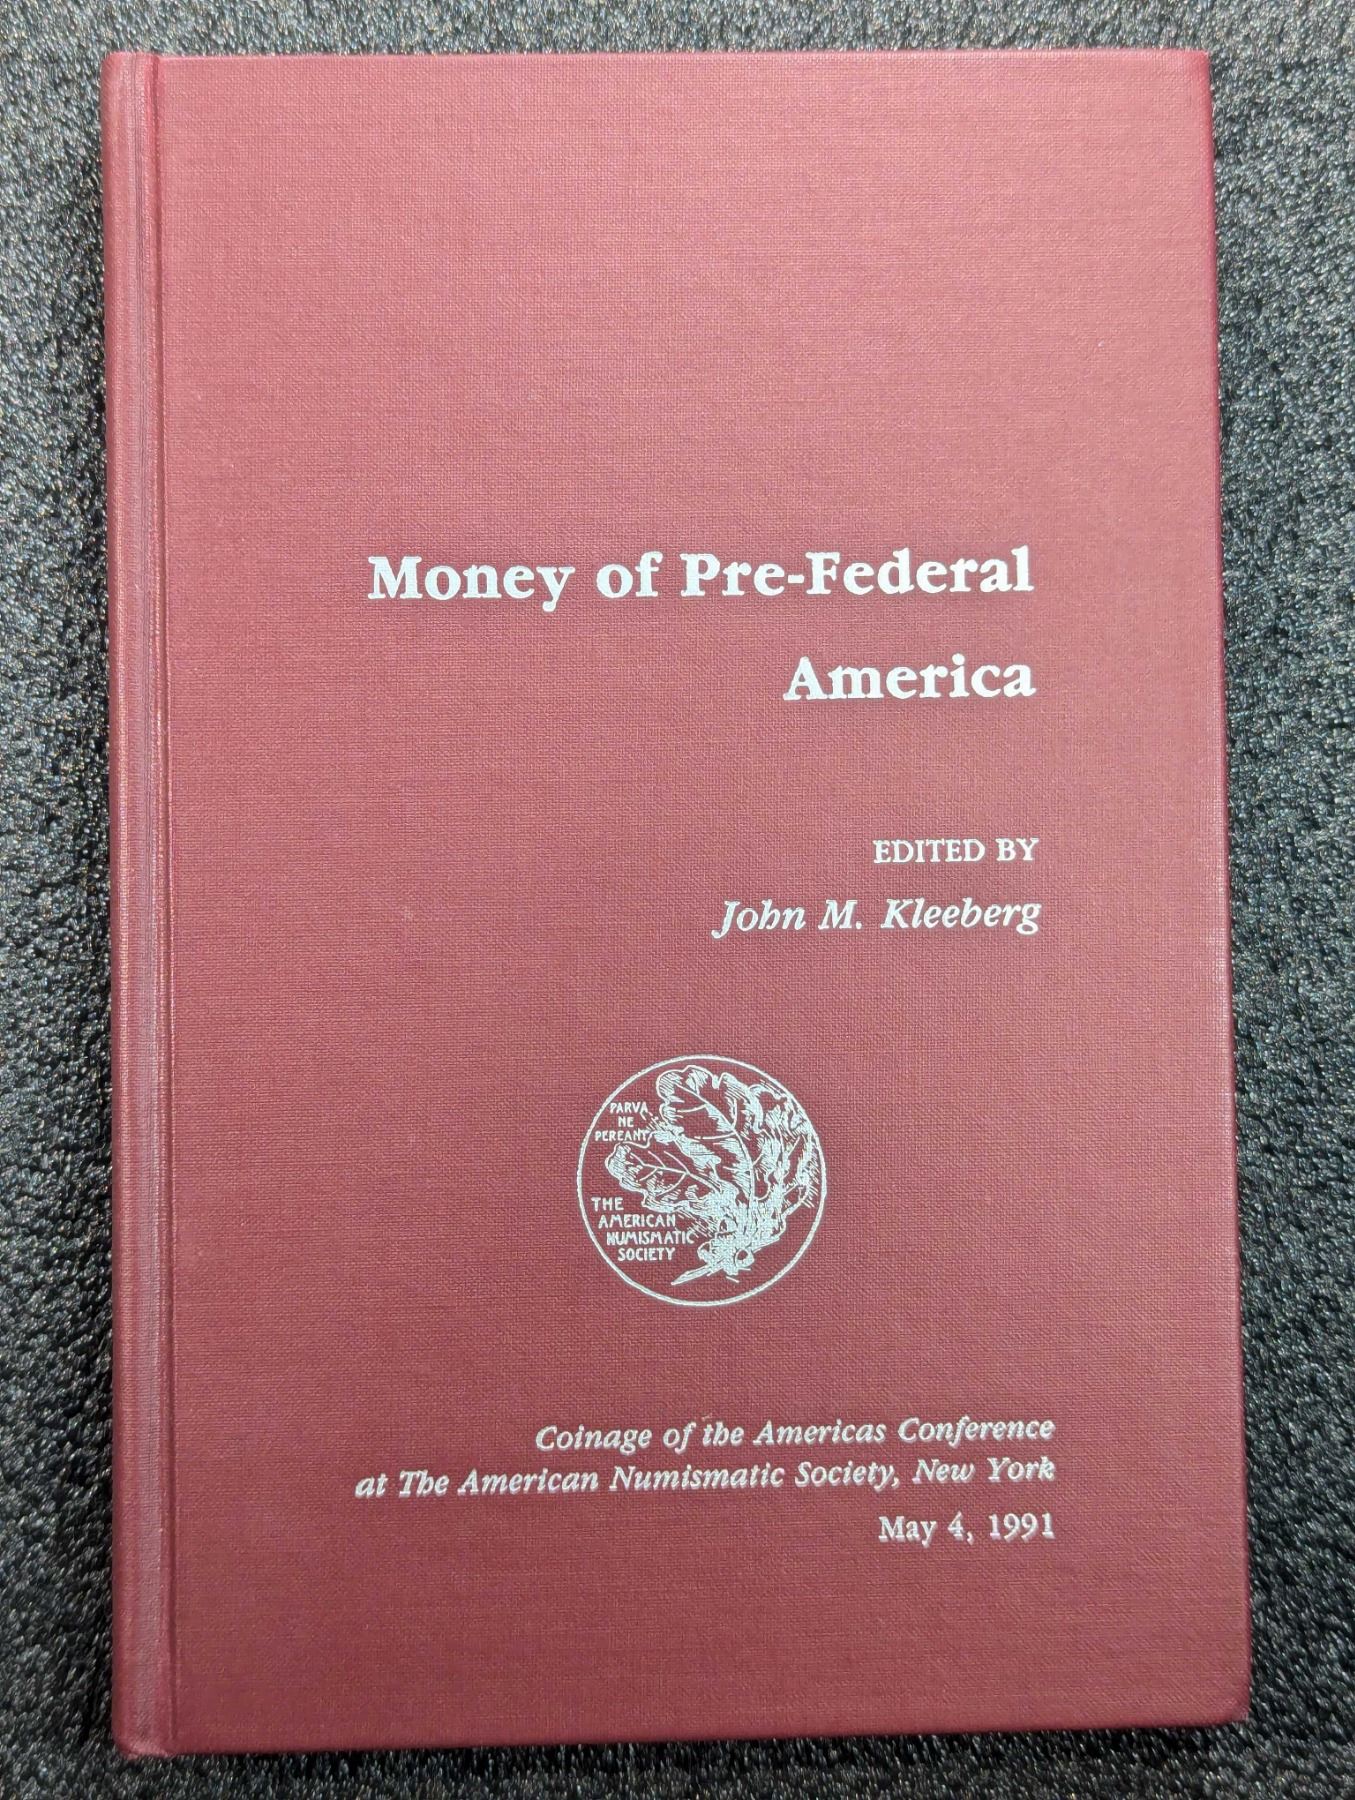 Money of Pre-Federal
America
EDITED BY
John M. Kleeberg
PARVA
NE
PEREANT
THE
AMERICAN
NUMISMATIC
SOCIETY
Coinage of the Americas Conference
at The American Numismatic Society, New York
May 4, 1991